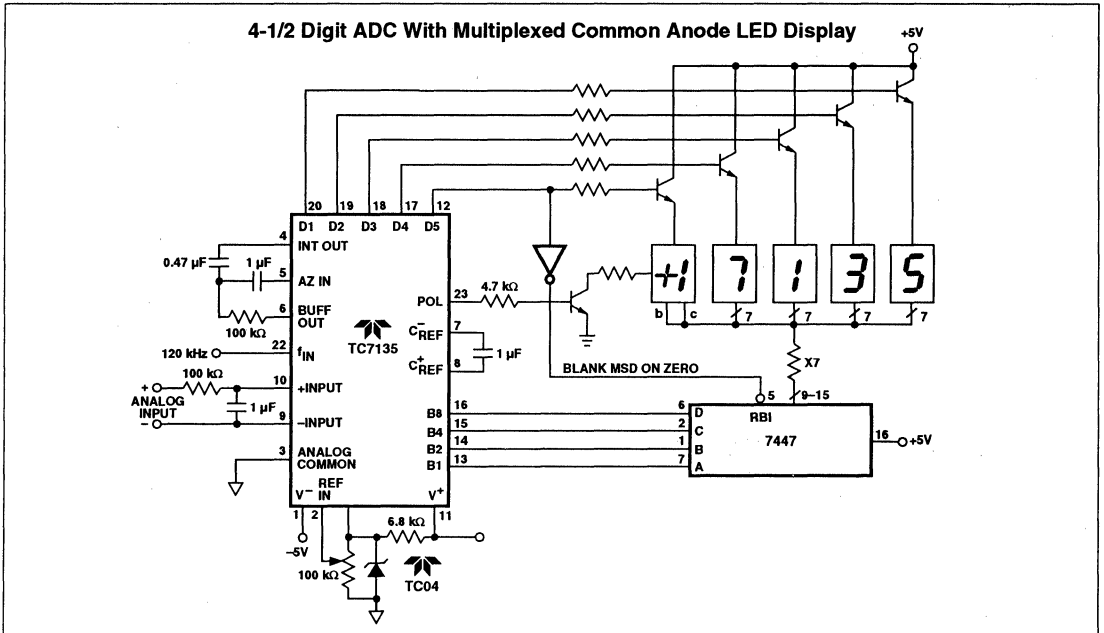 4-1/2 Digit ADC With Multiplexed Common Anode LED Display
+5V
20 19 18 17 12
D1 D2 D3 D4 D5
4 INT OUT
0.47 µF
1 µF
5 AZ IN
6 BUFF OUT
100 kΩ
120 kHz
22 fIN
100 kΩ
+
10 +INPUT
ANALOG INPUT
1 µF
–
9 –INPUT
3 ANALOG COMMON
V– REF IN V+
1 2 11
–5V
TC7135
POL 23
4.7 kΩ
C–REF 7
1 µF
C+REF 8
B8 16
B4 15
B2 14
B1 13
+1 7 1 3 5
b c 7 7 7 7
X7
BLANK MSD ON ZERO
5 9–15
RBI
7447
6 D
2 C
1 B
7 A
16 +5V
6.8 kΩ
100 kΩ
TC04